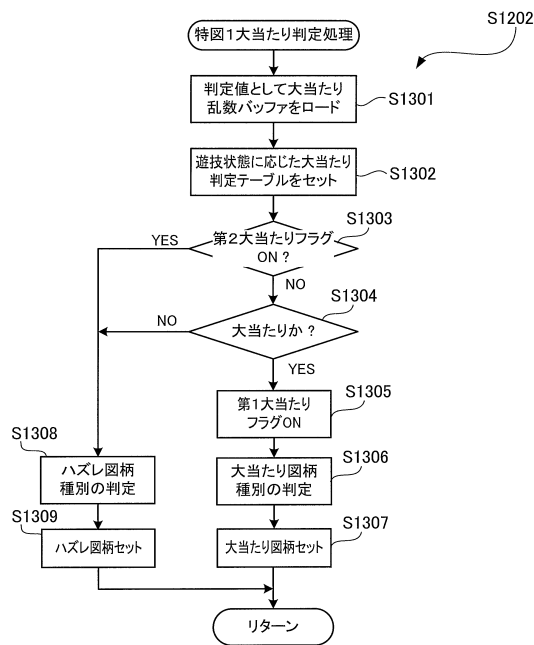 S1202
特図１大当たり判定処理
判定値として大当たり
乱数バッファをロード
S1301
遊技状態に応じた大当たり
判定テーブルをセット
S1302
S1303
YES
第２大当たりフラグ
ON？
NO
S1304
NO
大当たりか？
YES
S1305
第１大当たり
フラグON
S1308
S1306
ハズレ図柄
種別の判定
大当たり図柄
種別の判定
S1309
S1307
ハズレ図柄セット
大当たり図柄セット
リターン